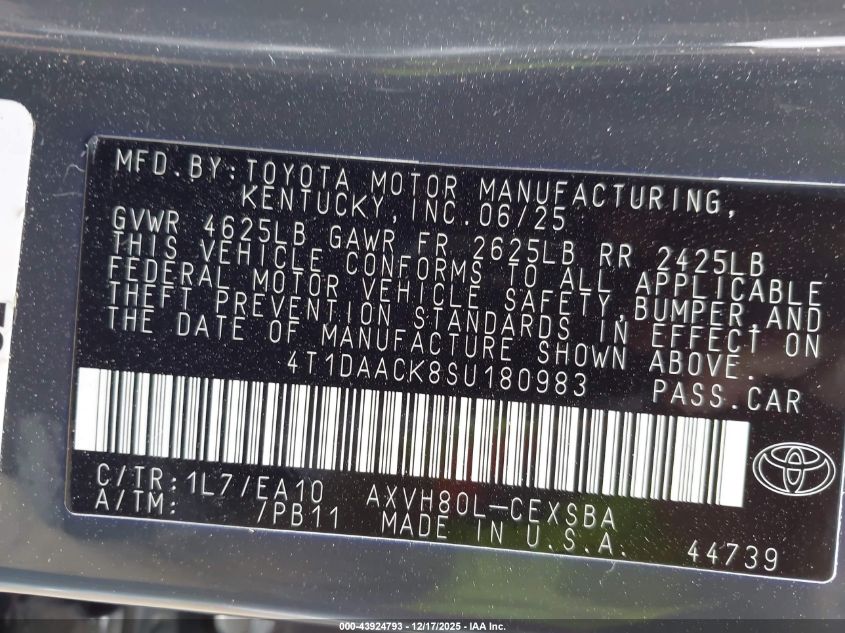 MFD.BY:TOYOTA MOTOR MANUFACTURING,
KENTUCKY,INC.06/25
GVWR 4625LB GAWR FR 2625LB RR 2425LB
THIS VEHICLE CONFORMS TO ALL APPLICABLE
FEDERAL MOTOR VEHICLE SAFETY,BUMPER,AND
THEFT PREVENTION STANDARDS IN EFFECT ON
THE DATE OF MANUFACTURE SHOWN ABOVE.
4T1DAACK8SU180983 PASS.CAR
C/TR:1L7/EA10 AXVH80L-CEXSBA
A/TM: /PB11 MADE IN U.S.A. 44739
000-43924793 - 12/17/2025 - IAA Inc.